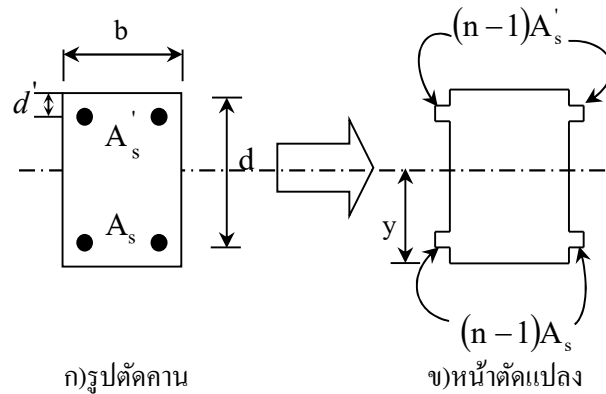 b
d'
A's
d
As
ก)รูปตัดคาน
(n − 1)A's
y
(n − 1)As
ข)หน้าตัดแปลง